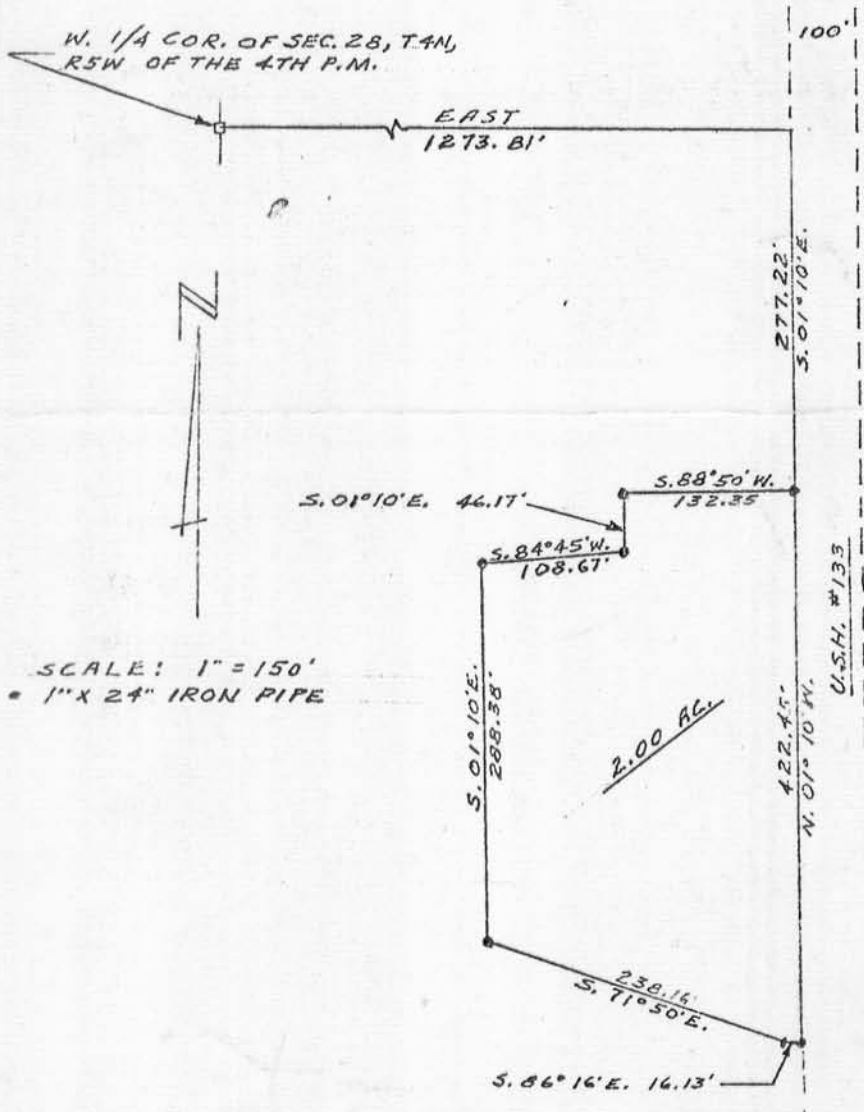 W. 1/4 COR. OF SEC. 28, T4N,
R5W OF THE 4TH P.M.
100'
EAST
1273.81'
277.22'
S. 01°10'E.
N
S. 88°50'W.
132.35
S. 01°10'E. 46.17'
S. 84°45'W.
108.67'
U.S.H. #133
SCALE: 1" = 150'
1" X 24" IRON PIPE
S. 01°10'E.
288.38'
2.00 AC.
422.45'
N. 01°10'W.
238.16'
S. 71°50'E.
S. 86°16'E. 16.13'